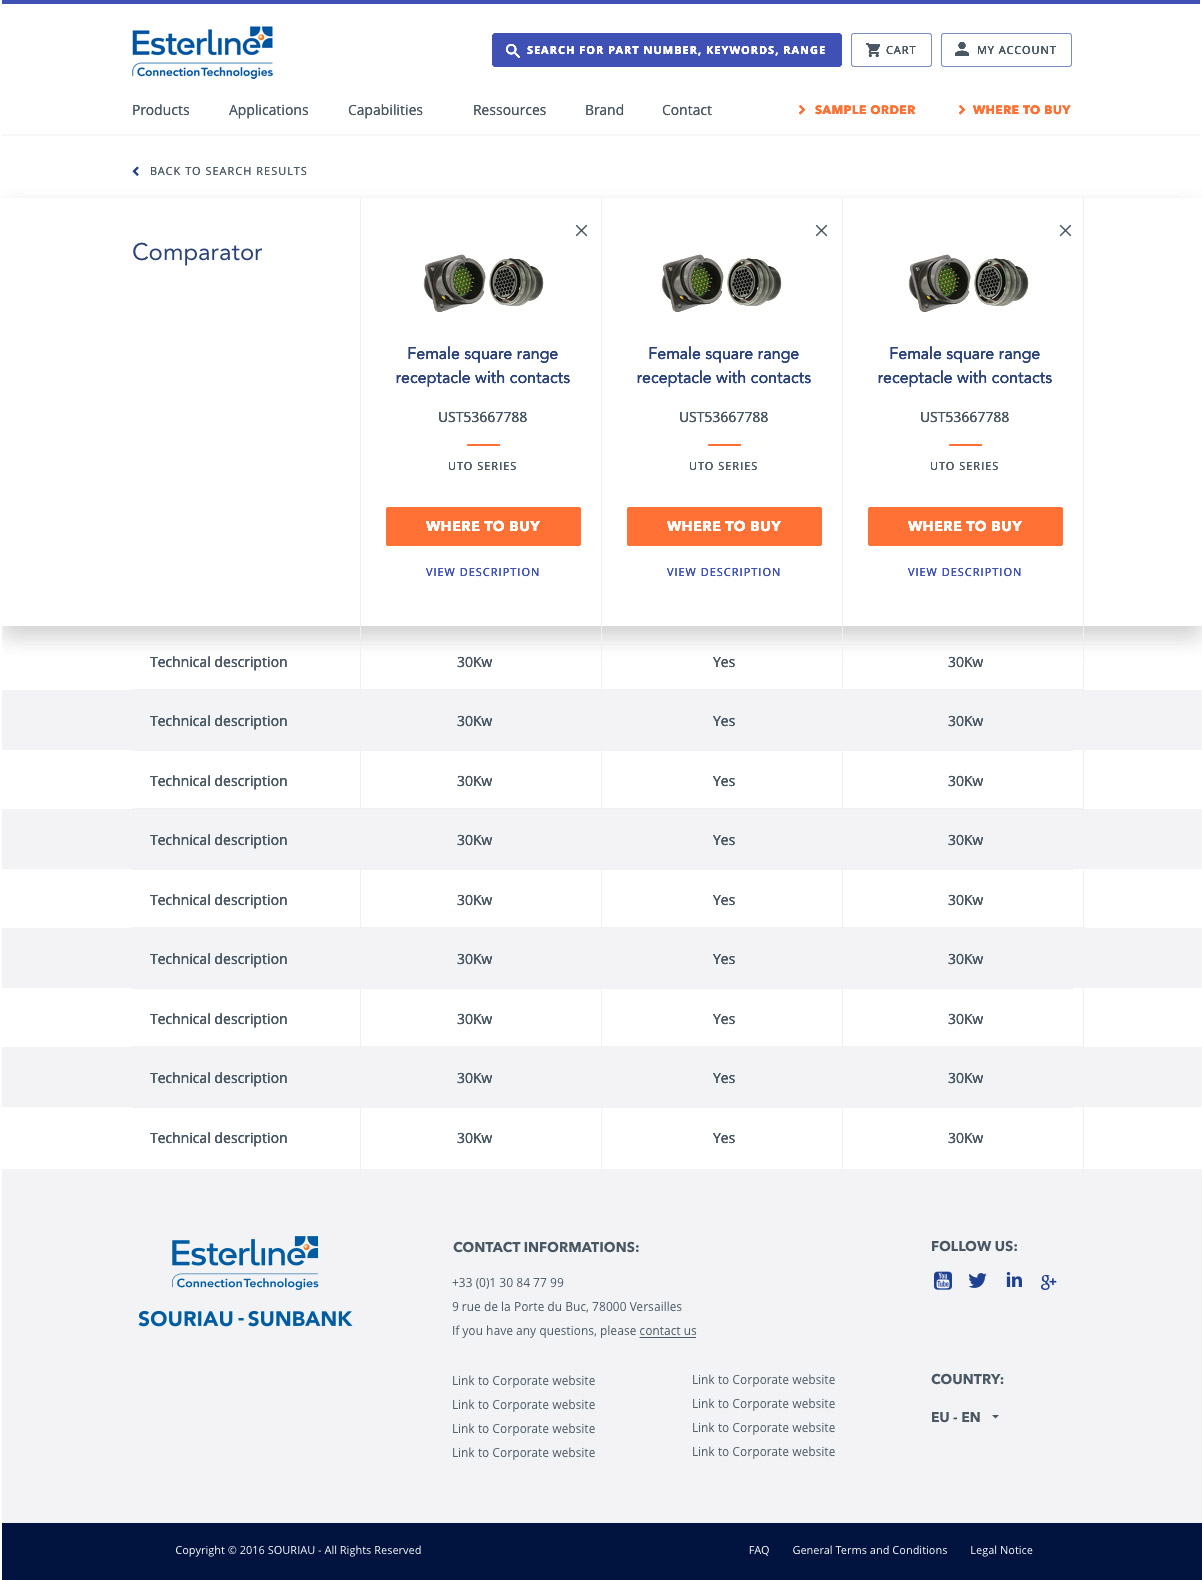 Esterline
Connection Technologies
SEARCH FOR PART NUMBER, KEYWORDS, RANGE
CART
MY ACCOUNT
Products
Applications
Capabilities
Ressources
Brand
Contact
SAMPLE ORDER
WHERE TO BUY
BACK TO SEARCH RESULTS
Comparator
Female square range
receptacle with contacts
UST53667788
UTO SERIES
WHERE TO BUY
VIEW DESCRIPTION
Female square range
receptacle with contacts
UST53667788
UTO SERIES
WHERE TO BUY
VIEW DESCRIPTION
Female square range
receptacle with contacts
UST53667788
UTO SERIES
WHERE TO BUY
VIEW DESCRIPTION
Technical description 30Kw Yes 30Kw
Technical description 30Kw Yes 30Kw
Technical description 30Kw Yes 30Kw
Technical description 30Kw Yes 30Kw
Technical description 30Kw Yes 30Kw
Technical description 30Kw Yes 30Kw
Technical description 30Kw Yes 30Kw
Technical description 30Kw Yes 30Kw
Technical description 30Kw Yes 30Kw
Esterline
Connection Technologies
SOURIAU - SUNBANK
CONTACT INFORMATIONS:
+33 (0)1 30 84 77 99
9 rue de la Porte du Buc, 78000 Versailles
If you have any questions, please contact us
Link to Corporate website
Link to Corporate website
Link to Corporate website
Link to Corporate website
Link to Corporate website
Link to Corporate website
Link to Corporate website
Link to Corporate website
FOLLOW US:
You Tube
in
g+
COUNTRY:
EU - EN
Copyright © 2016 SOURIAU - All Rights Reserved
FAQ
General Terms and Conditions
Legal Notice